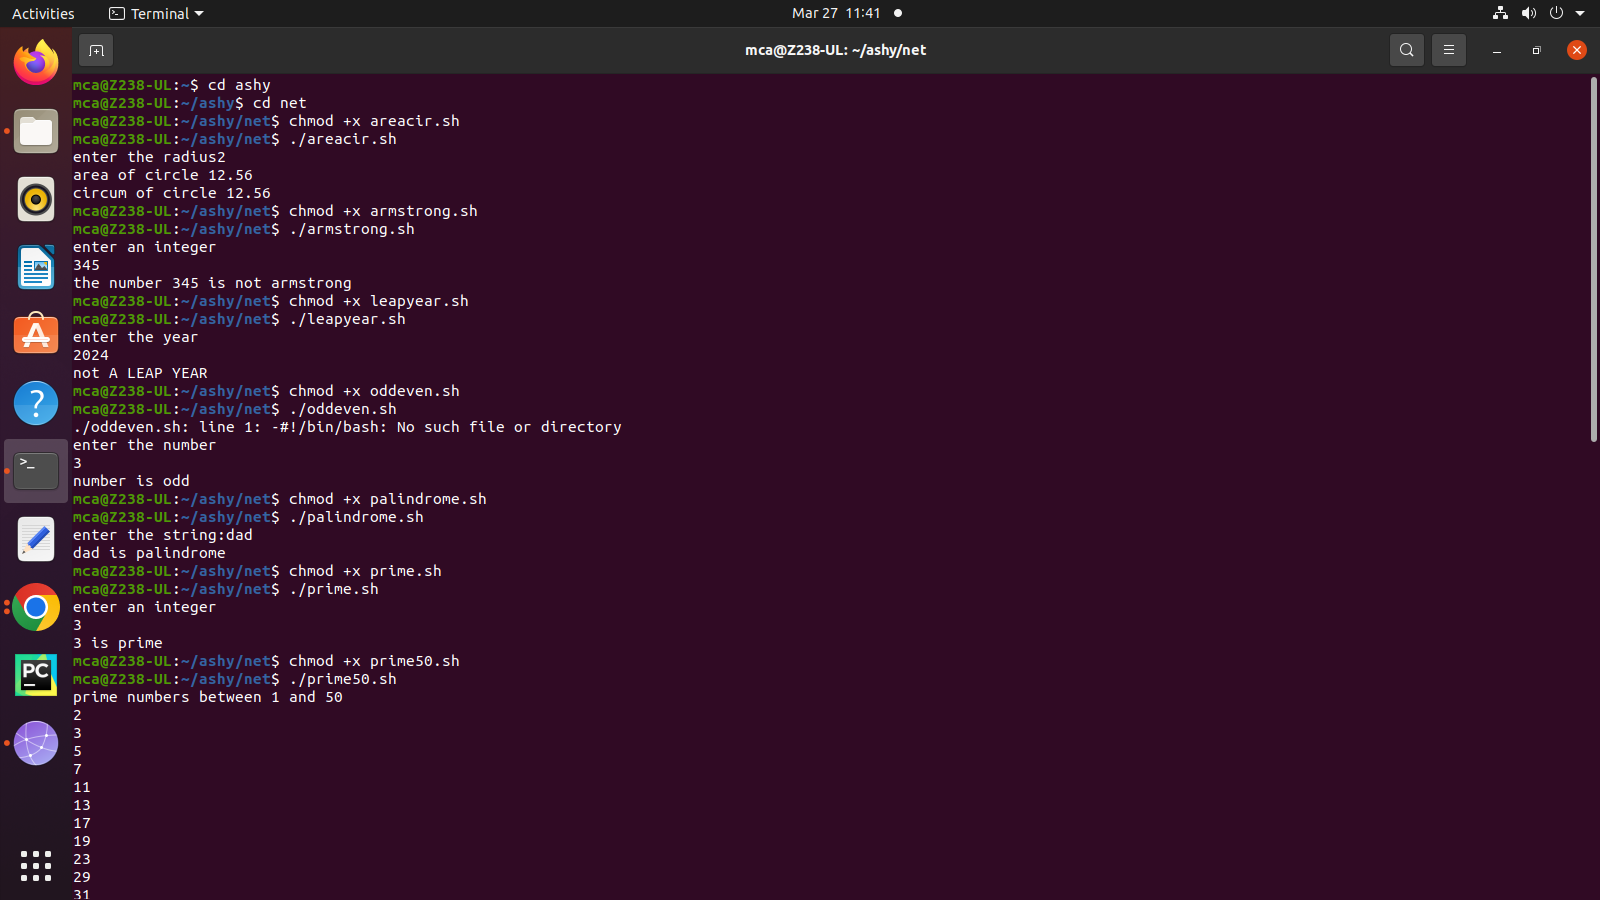 Activities
Terminal
Mar 27 11:41
mca@Z238-UL: ~/ashy/net
mca@Z238-UL:~$ cd ashy
mca@Z238-UL:~/ashy$ cd net
mca@Z238-UL:~/ashy/net$ chmod +x areacir.sh
mca@Z238-UL:~/ashy/net$ ./areacir.sh
enter the radius2
area of circle 12.56
circum of circle 12.56
mca@Z238-UL:~/ashy/net$ chmod +x armstrong.sh
mca@Z238-UL:~/ashy/net$ ./armstrong.sh
enter an integer
345
the number 345 is not armstrong
mca@Z238-UL:~/ashy/net$ chmod +x leapyear.sh
mca@Z238-UL:~/ashy/net$ ./leapyear.sh
enter the year
2024
not A LEAP YEAR
mca@Z238-UL:~/ashy/net$ chmod +x oddeven.sh
mca@Z238-UL:~/ashy/net$ ./oddeven.sh
./oddeven.sh: line 1: -#!/bin/bash: No such file or directory
enter the number
3
number is odd
mca@Z238-UL:~/ashy/net$ chmod +x palindrome.sh
mca@Z238-UL:~/ashy/net$ ./palindrome.sh
enter the string:dad
dad is palindrome
mca@Z238-UL:~/ashy/net$ chmod +x prime.sh
mca@Z238-UL:~/ashy/net$ ./prime.sh
enter an integer
3
3 is prime
mca@Z238-UL:~/ashy/net$ chmod +x prime50.sh
mca@Z238-UL:~/ashy/net$ ./prime50.sh
prime numbers between 1 and 50
2
3
5
7
11
13
17
19
23
29
31
PC